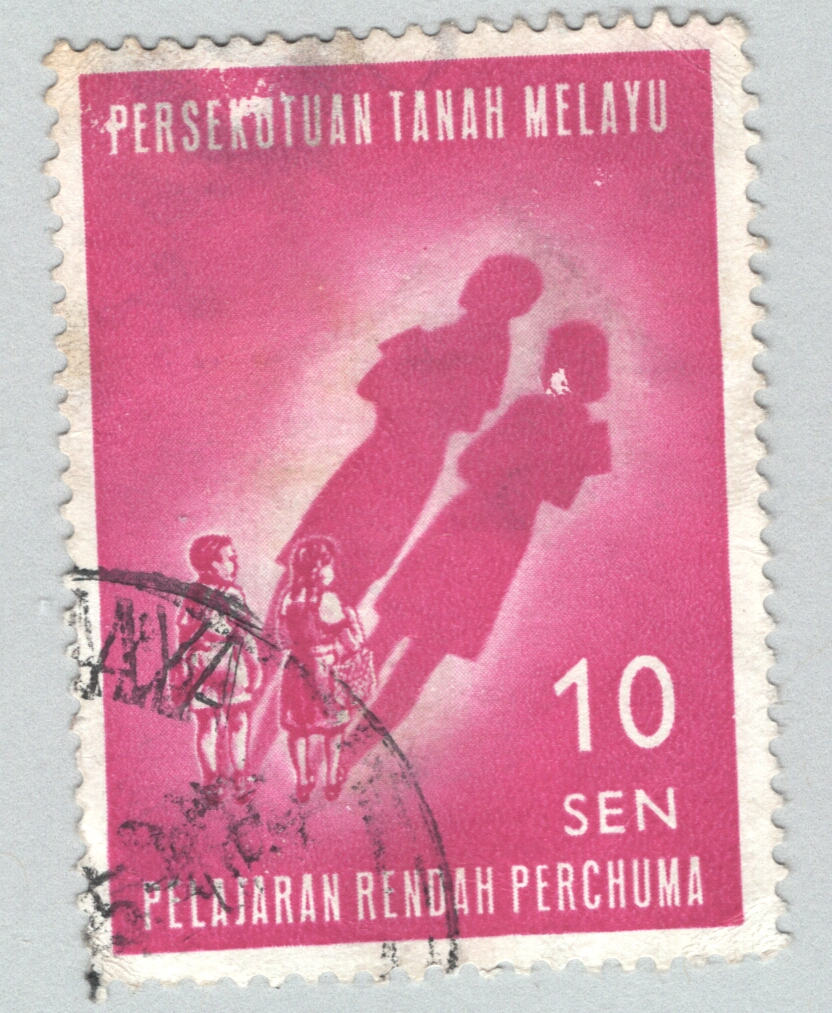 PERSEKUTUAN TANAH MELAYU
10
SEN
PELAJARAN RENDAH PERCHUMA